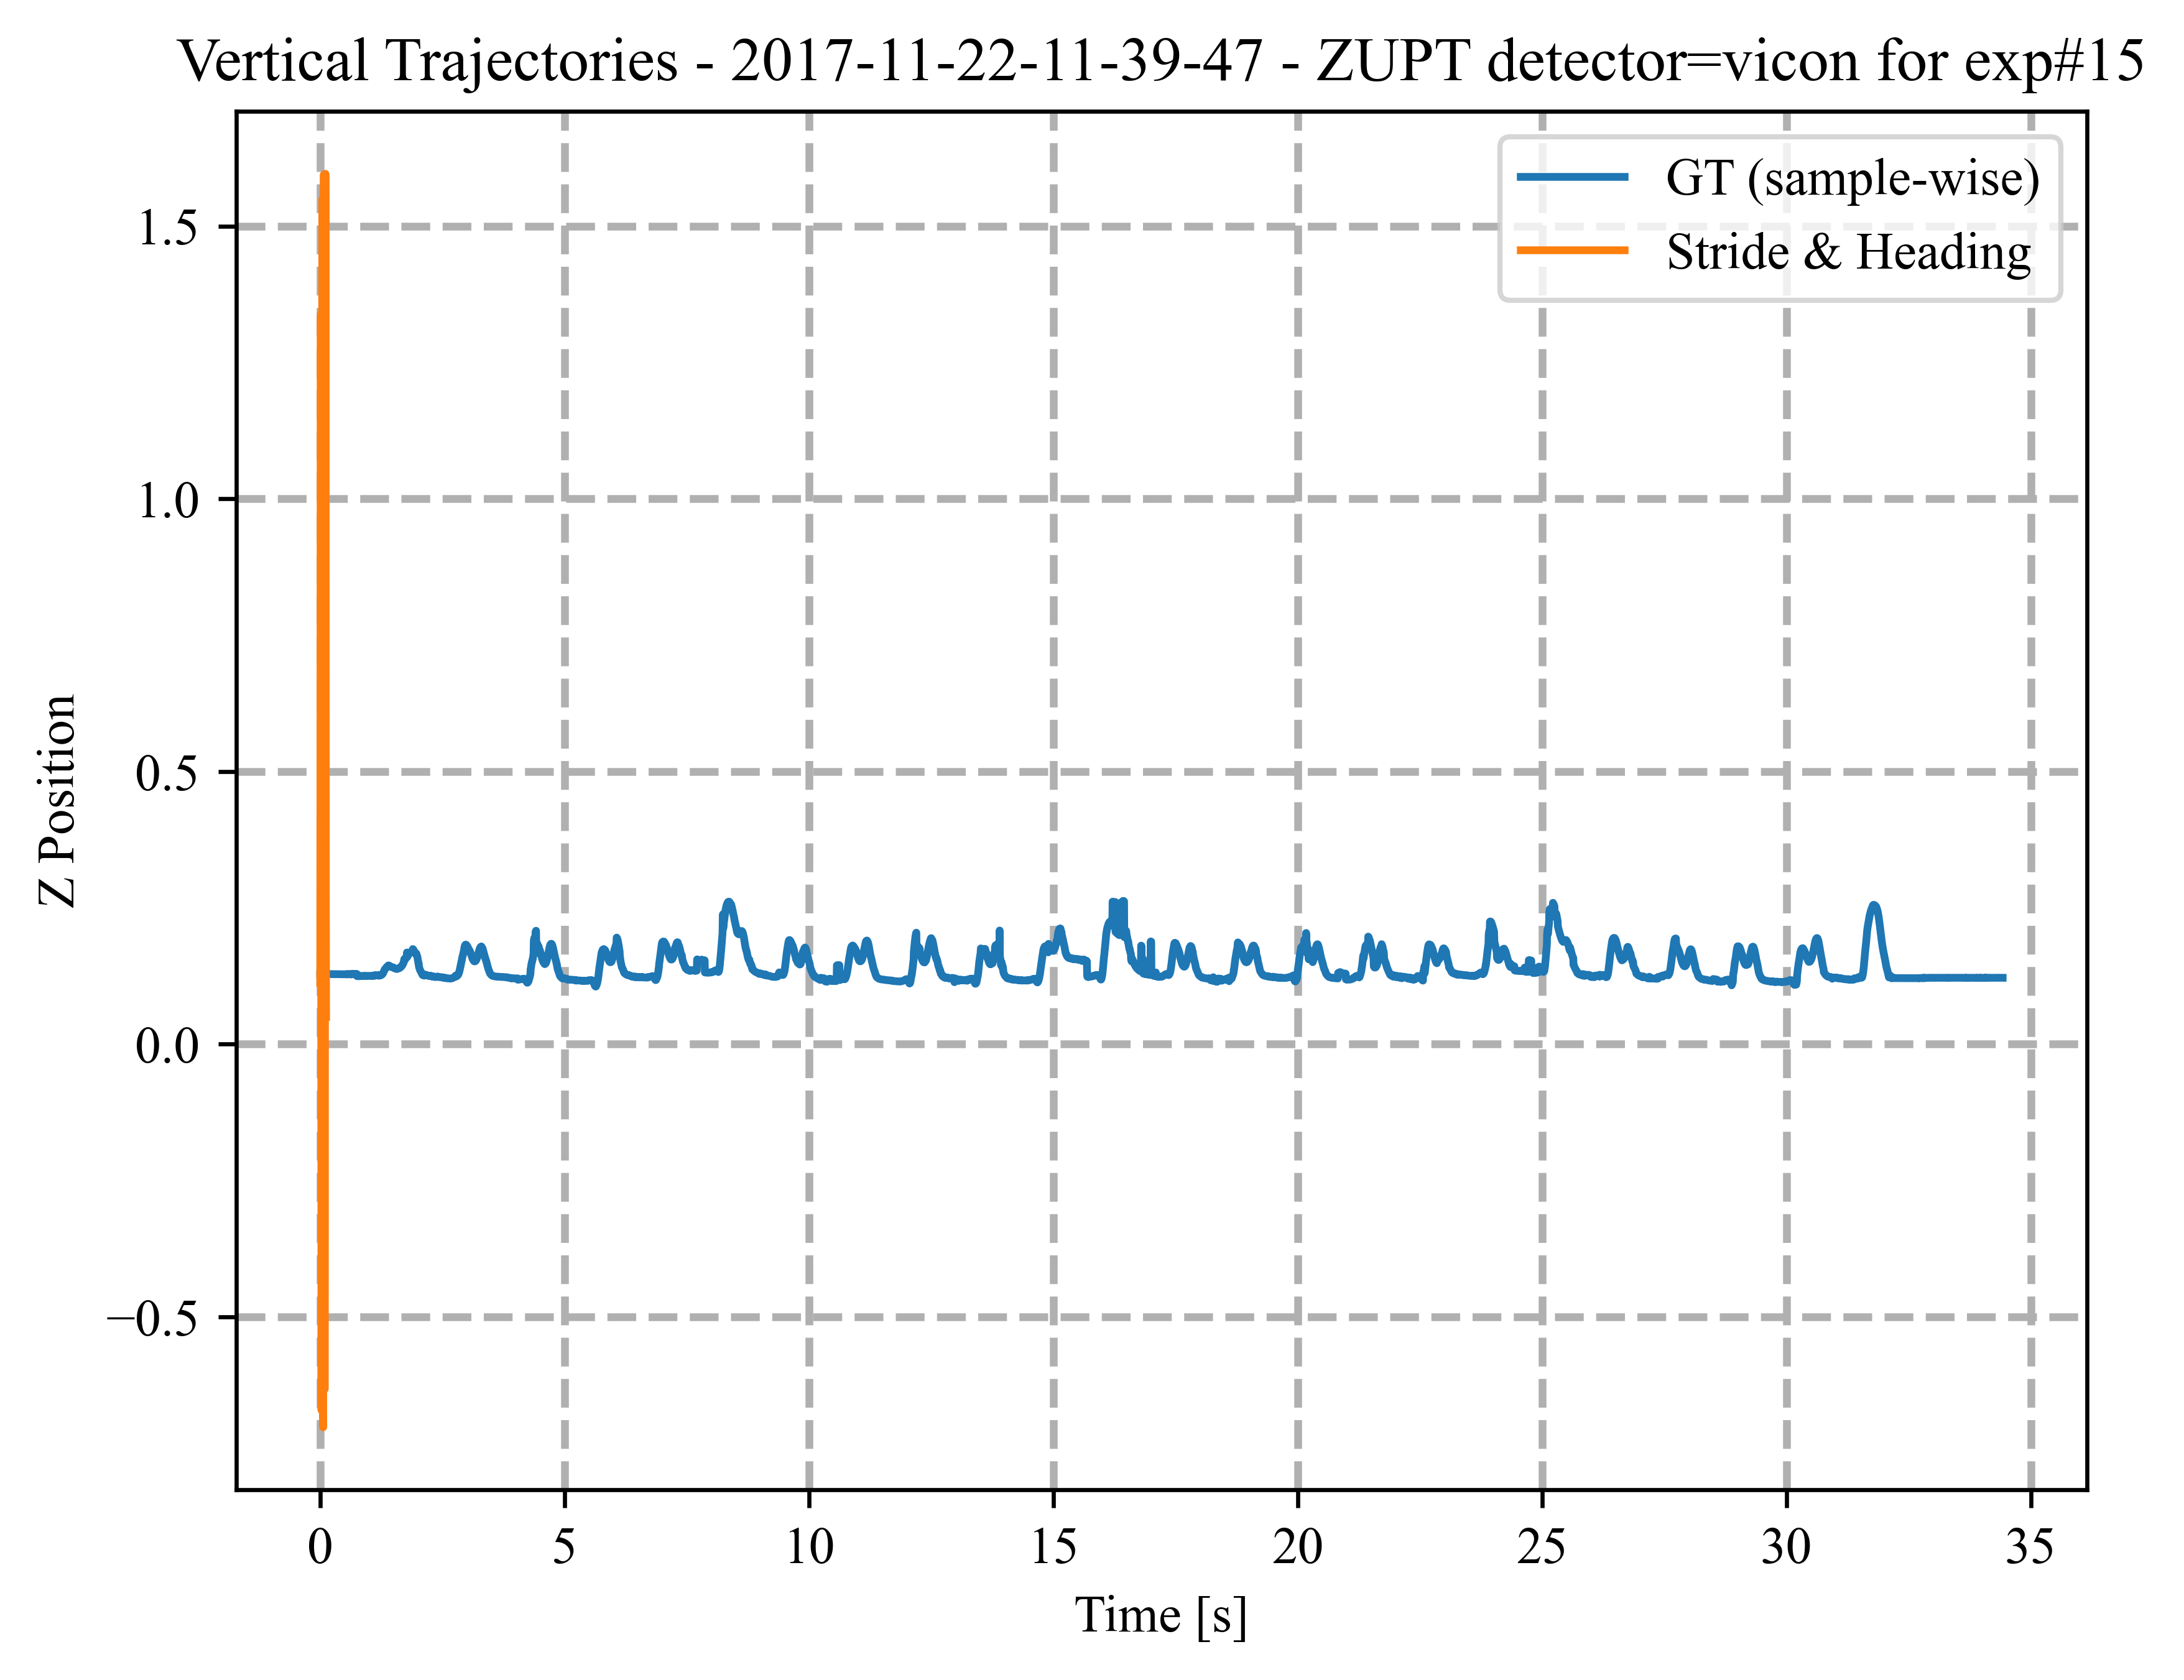 Vertical Trajectories - 2017-11-22-11-39-47 - ZUPT detector=vicon for exp#15
GT (sample-wise)
Stride & Heading
Z Position
1.5
1.0
0.5
0.0
−0.5
0 5 10 15 20 25 30 35
Time [s]